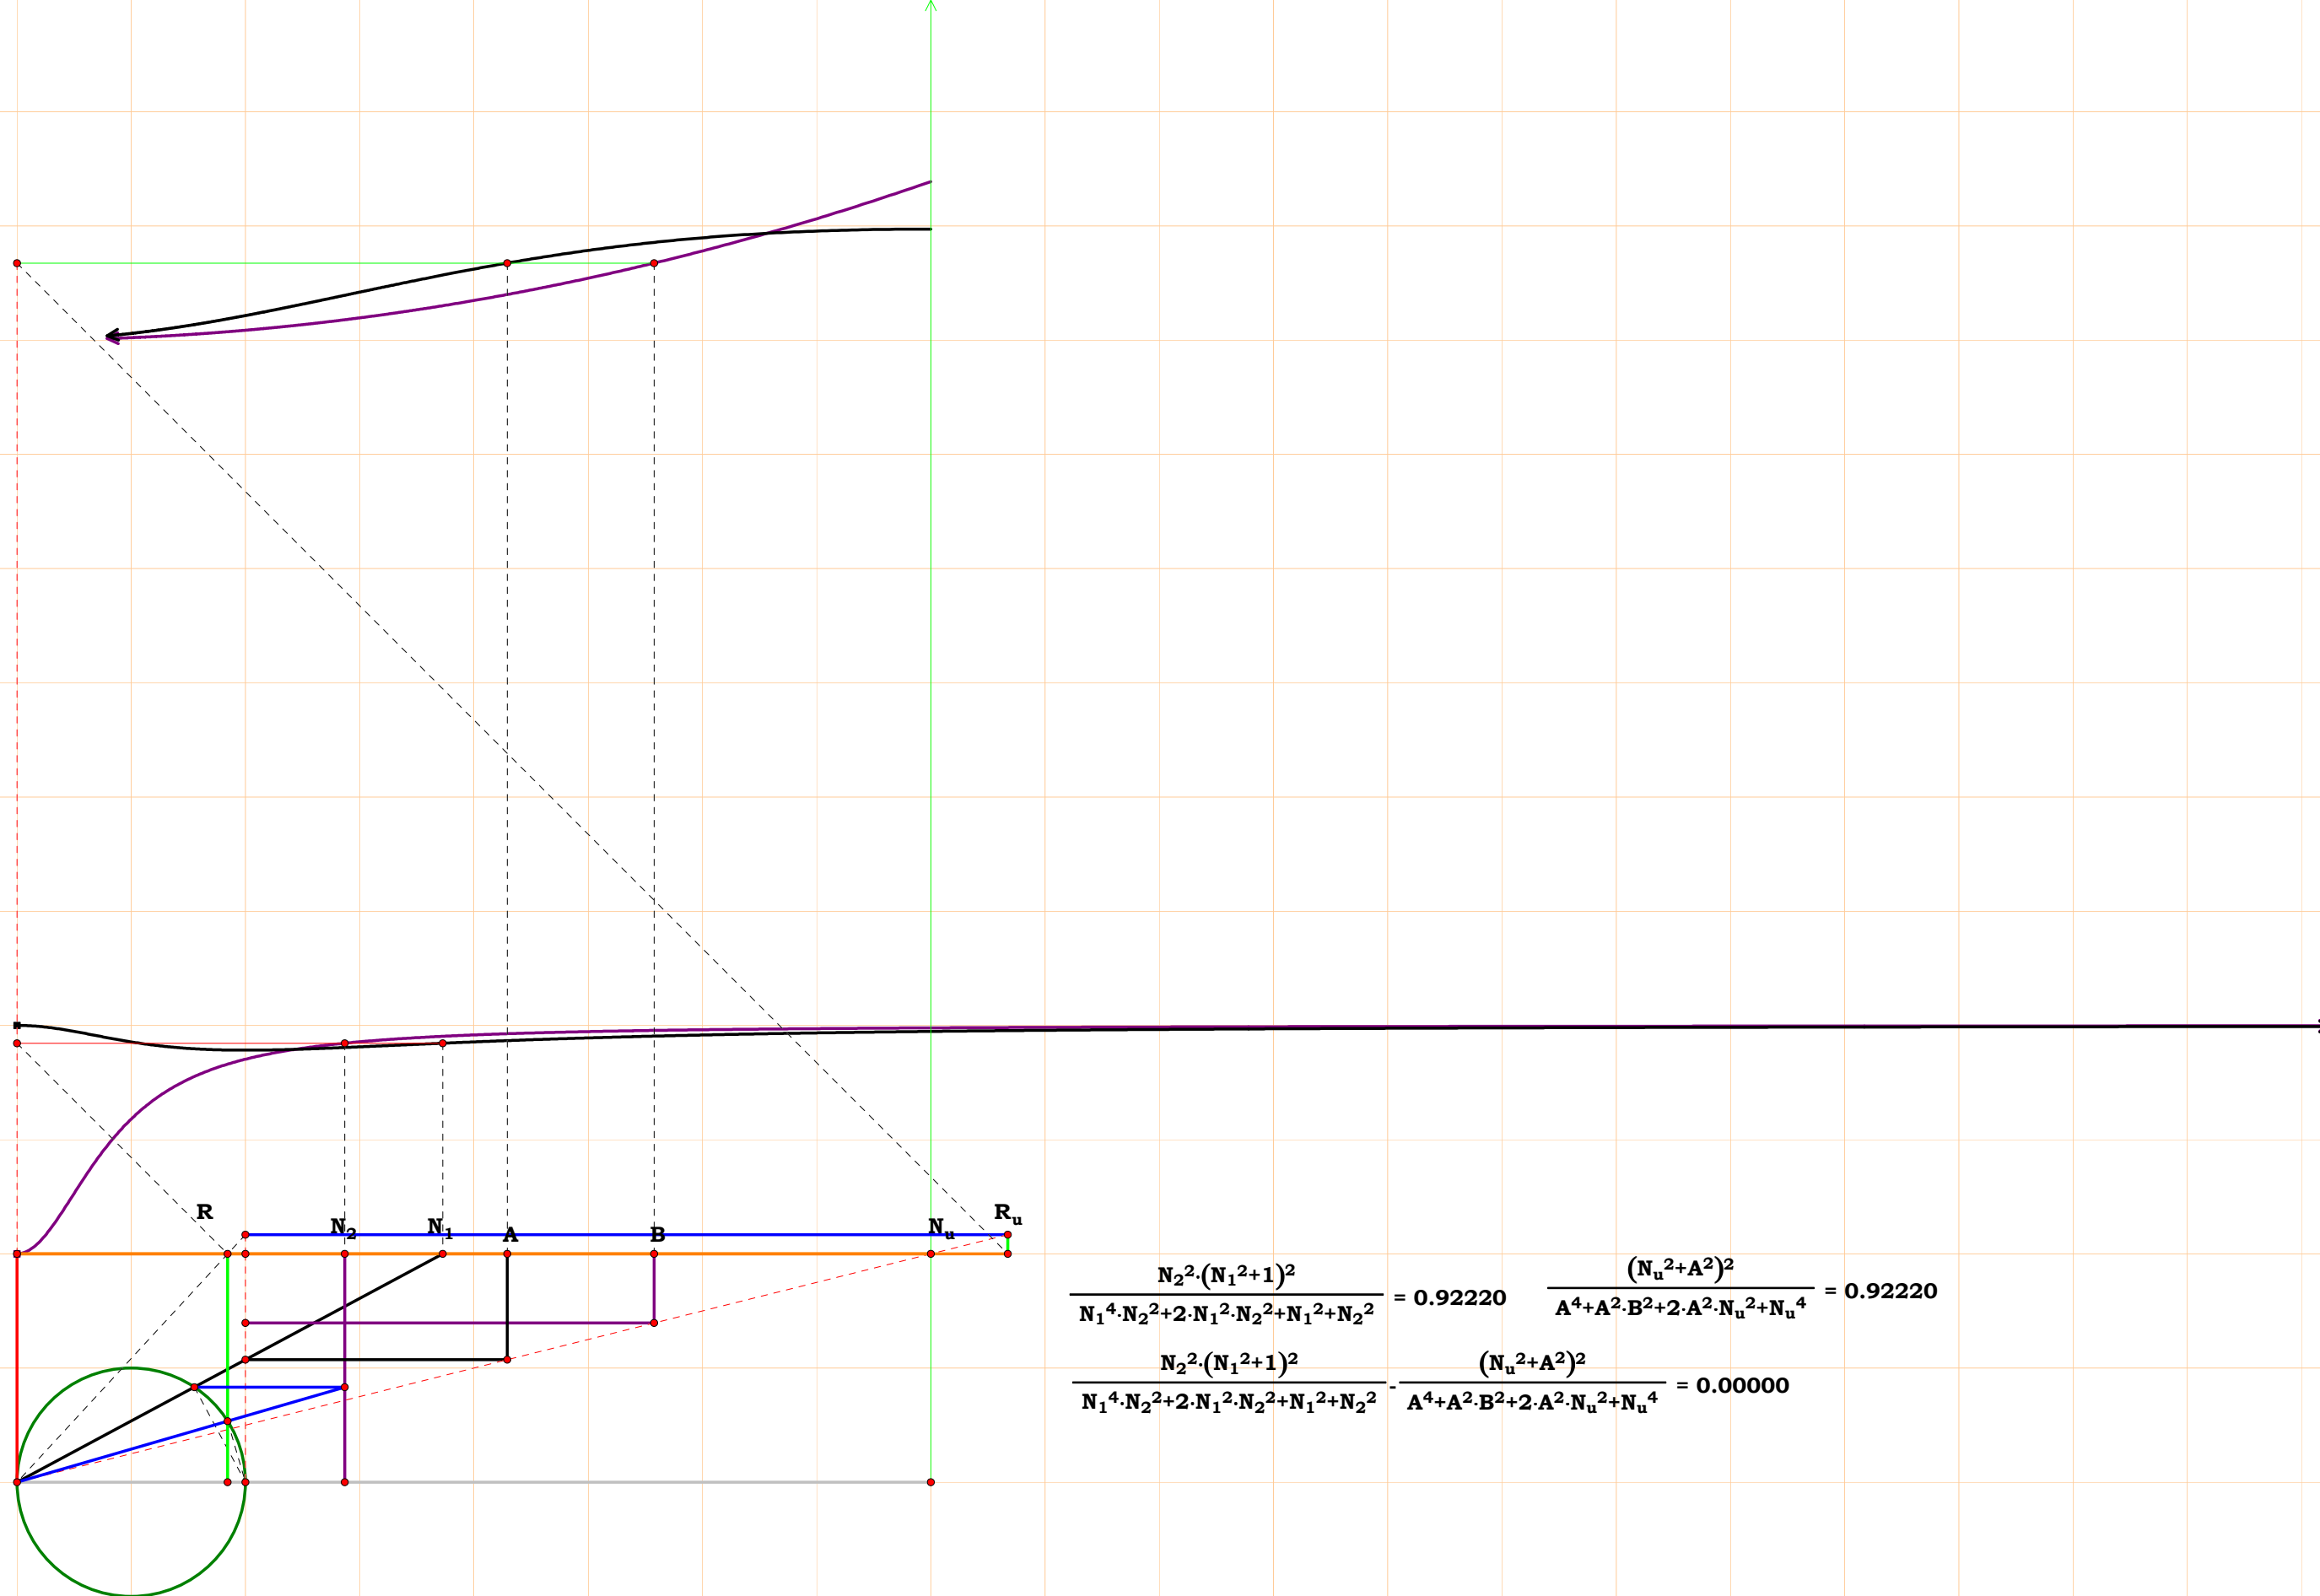 R N₂ N₁ A B Nᵤ Rᵤ
N₂²·(N₁²+1)² / N₁⁴·N₂²+2·N₁²·N₂²+N₁²+N₂² = 0.92220
(Nᵤ²+A²)² / A⁴+A²·B²+2·A²·Nᵤ²+Nᵤ⁴ = 0.92220
N₂²·(N₁²+1)² / N₁⁴·N₂²+2·N₁²·N₂²+N₁²+N₂² - (Nᵤ²+A²)² / A⁴+A²·B²+2·A²·Nᵤ²+Nᵤ⁴ = 0.00000